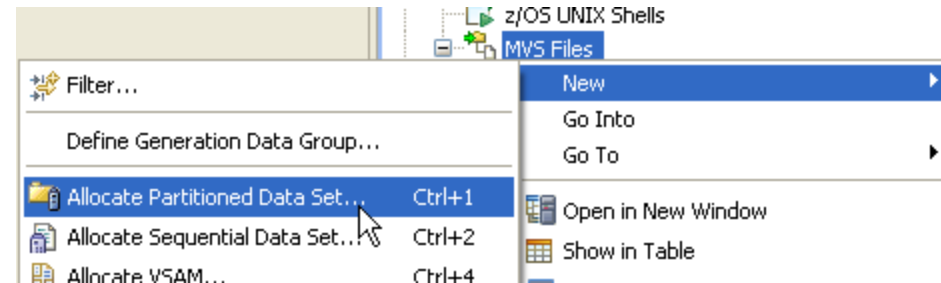 z/OS UNIX Shells
MVS Files
New
Go Into
Go To
Open in New Window
Show in Table
Filter...
Define Generation Data Group...
Allocate Partitioned Data Set... Ctrl+1
Allocate Sequential Data Set... Ctrl+2
Allocate VSAM... Ctrl+4